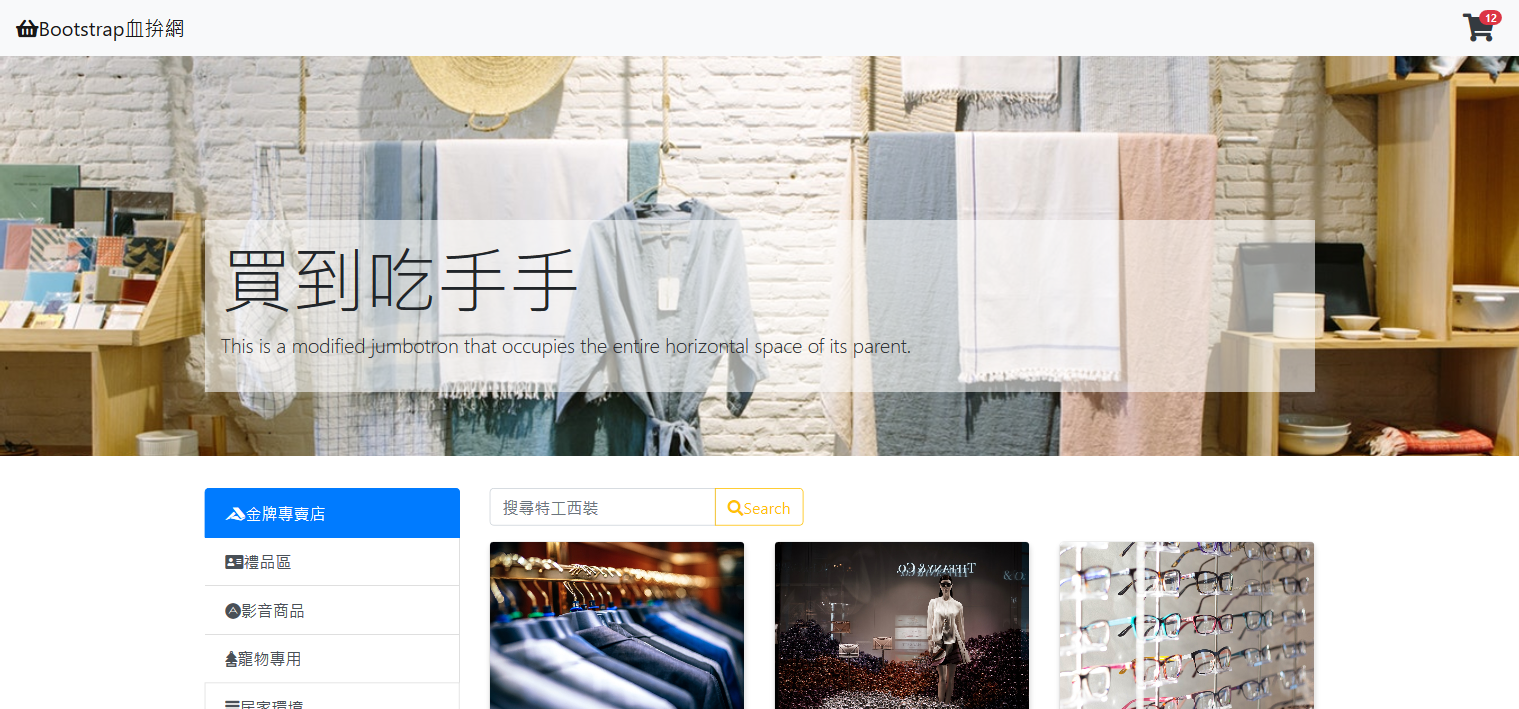 Bootstrap血拚網
12
買到吃手手
This is a modified jumbotron that occupies the entire horizontal space of its parent.
金牌專賣店
搜尋特工西裝
Search
禮品區
影音商品
寵物專用
居家環境
TIFFANY & CO.
& CO.